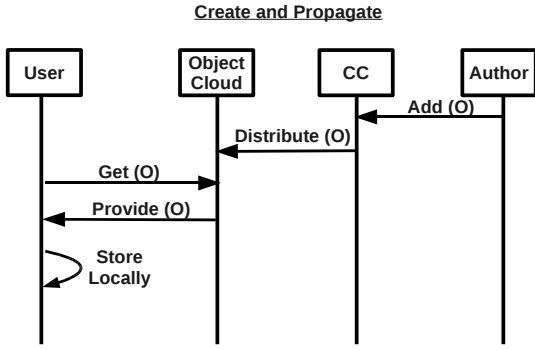 Create and Propagate
User
Object
Cloud
CC
Author
Add (O)
Distribute (O)
Get (O)
Provide (O)
Store
Locally